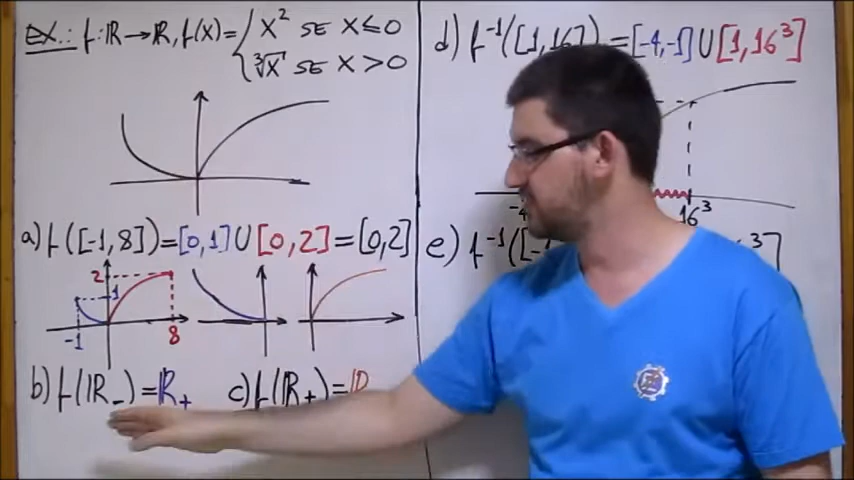 Ex.: f: ℝ → ℝ, f(x) = { x² SE x ≤ 0
∛x SE x > 0
a) f([-1,8]) = [0,1] ∪ [0,2] = [0,2]
2
1
-1
8
b) f(ℝ₋) = ℝ₊
c) f(ℝ₊) =
d) f⁻¹([1,16]) = [-4,-1] ∪ [1,16³]
16³
e) f⁻¹([
³]